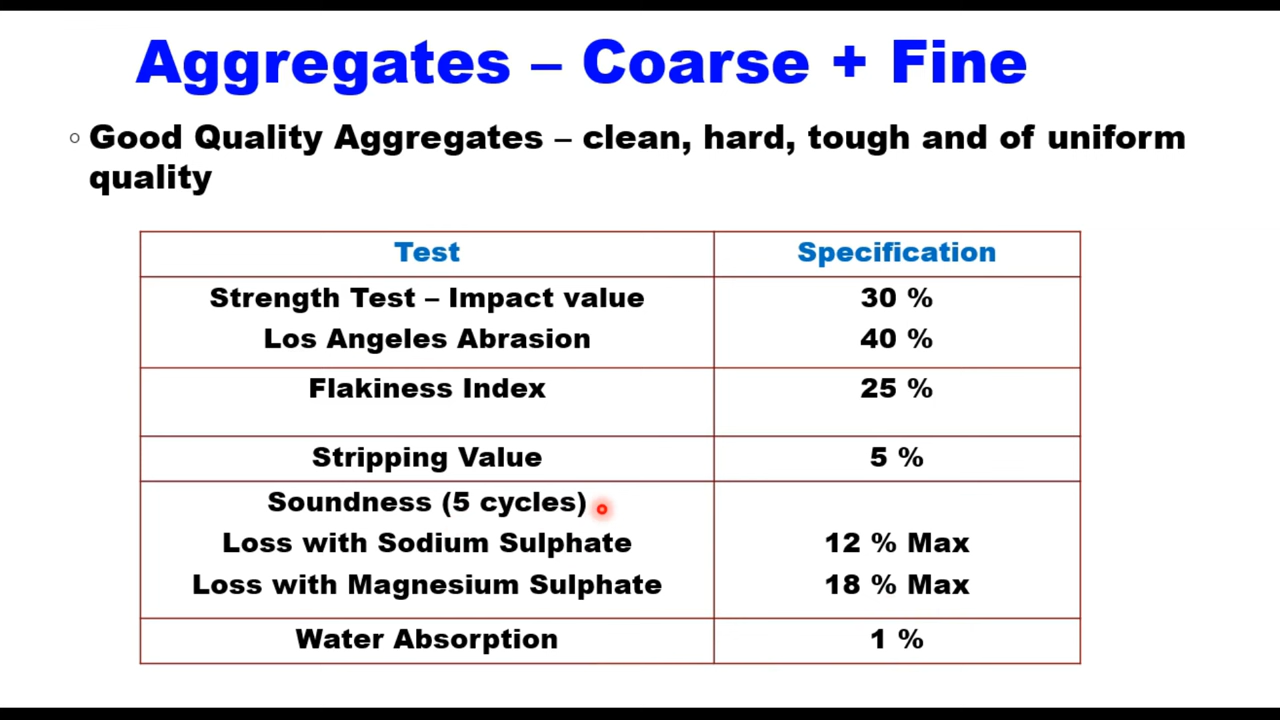 Aggregates – Coarse + Fine
◦ Good Quality Aggregates – clean, hard, tough and of uniform
quality
Test Specification
Strength Test – Impact value 30 %
Los Angeles Abrasion 40 %
Flakiness Index 25 %
Stripping Value 5 %
Soundness (5 cycles)
Loss with Sodium Sulphate 12 % Max
Loss with Magnesium Sulphate 18 % Max
Water Absorption 1 %